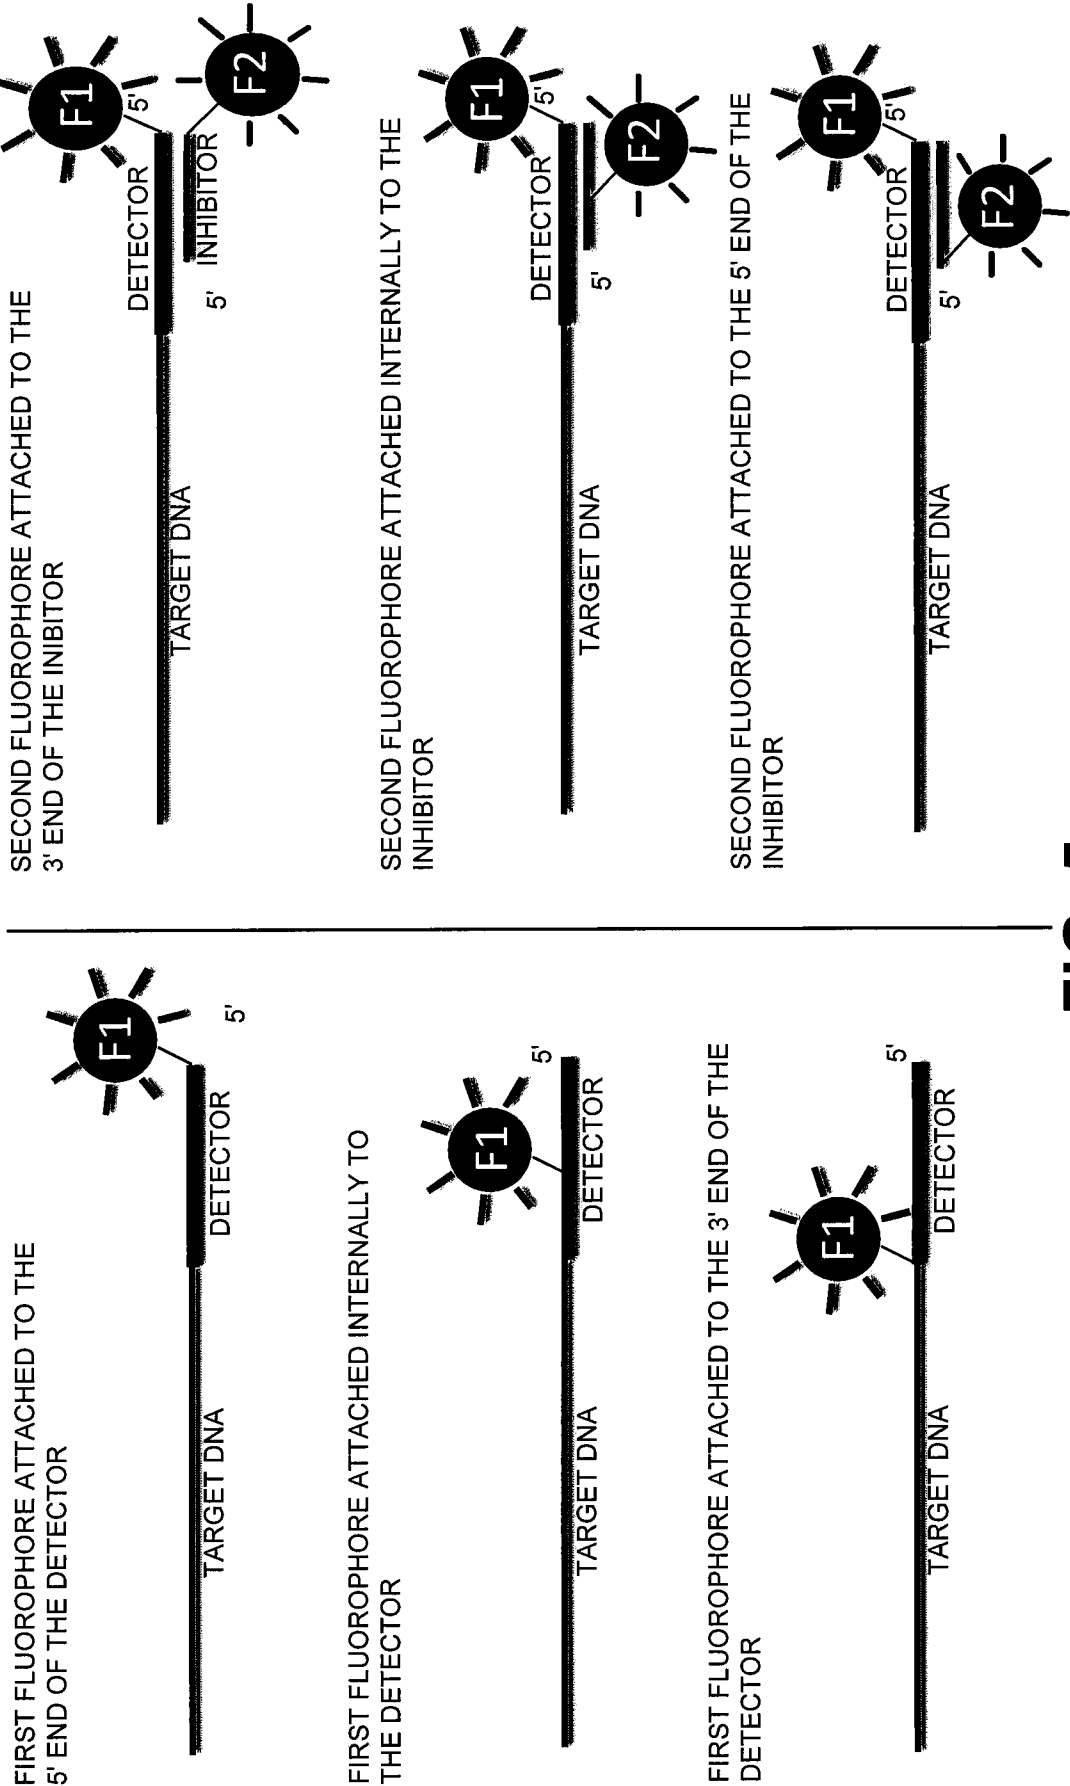 FIRST FLUOROPHORE ATTACHED TO THE
5' END OF THE DETECTOR
F1
TARGET DNA
DETECTOR
5'
FIRST FLUOROPHORE ATTACHED INTERNALLY TO
THE DETECTOR
F1
5'
TARGET DNA
DETECTOR
FIRST FLUOROPHORE ATTACHED TO THE 3' END OF THE
DETECTOR
F1
5'
TARGET DNA
DETECTOR
SECOND FLUOROPHORE ATTACHED TO THE
3' END OF THE INIBITOR
F1
DETECTOR
5'
TARGET DNA
INHIBITOR
5'
F2
SECOND FLUOROPHORE ATTACHED INTERNALLY TO THE
INHIBITOR
F1
DETECTOR
5'
TARGET DNA
5'
F2
SECOND FLUOROPHORE ATTACHED TO THE 5' END OF THE
INHIBITOR
F1
DETECTOR
5'
TARGET DNA
5'
F2